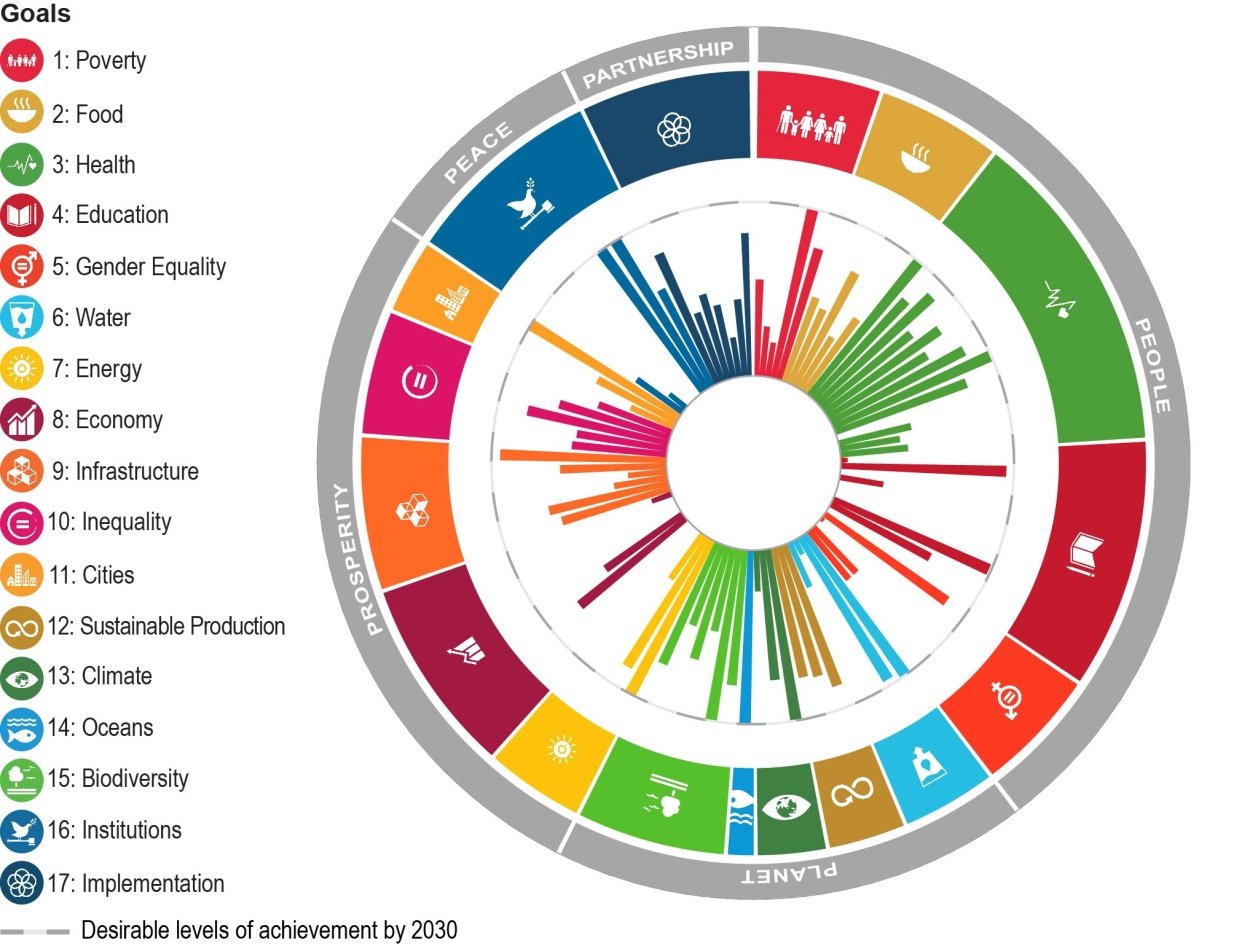 Goals
1: Poverty
2: Food
3: Health
4: Education
5: Gender Equality
6: Water
7: Energy
8: Economy
9: Infrastructure
10: Inequality
11: Cities
12: Sustainable Production
13: Climate
14: Oceans
15: Biodiversity
16: Institutions
17: Implementation
Desirable levels of achievement by 2030
PARTNERSHIP
PEACE
PEOPLE
PROSPERITY
PLANET